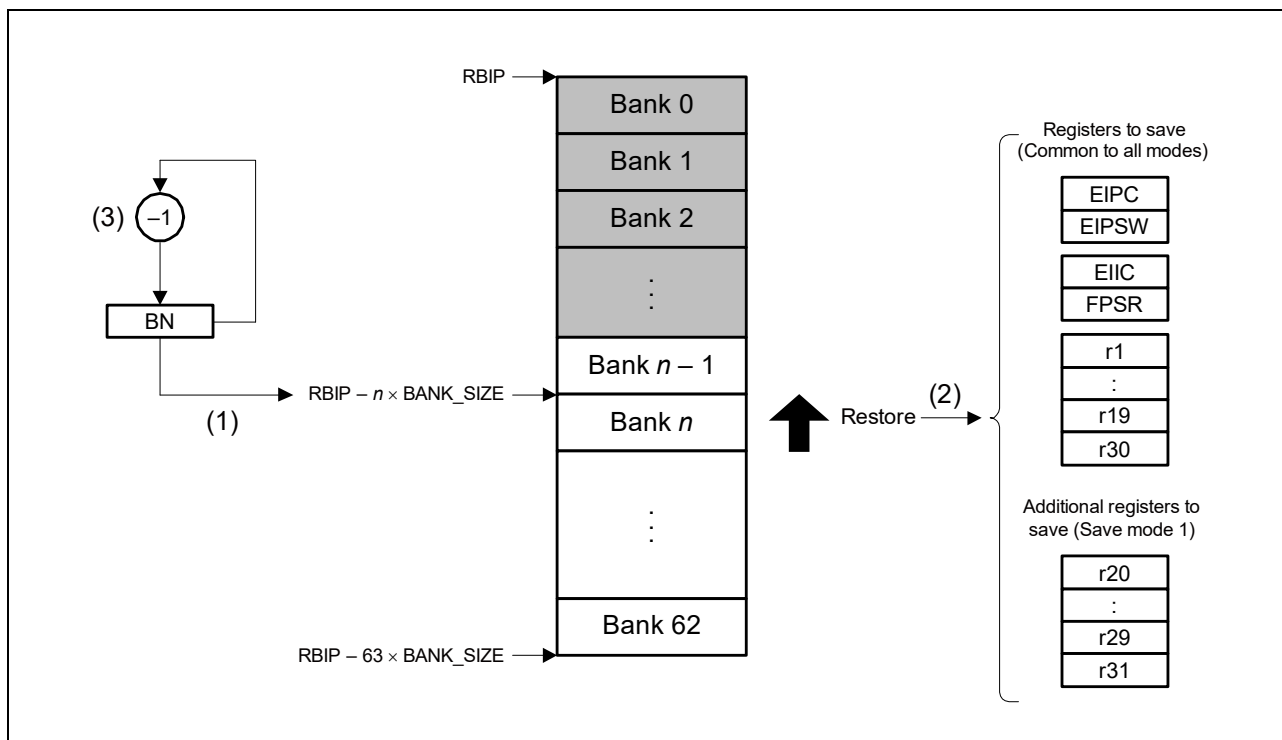 RBIP
Bank 0
Bank 1
Bank 2
⋮
Bank n – 1
Bank n
⋮
Bank 62
(3)
–1
BN
(1)
RBIP – n × BANK_SIZE
RBIP – 63 × BANK_SIZE
Restore
(2)
Registers to save
(Common to all modes)
EIPC
EIPSW
EIIC
FPSR
r1
:
r19
r30
Additional registers to
save (Save mode 1)
r20
:
r29
r31